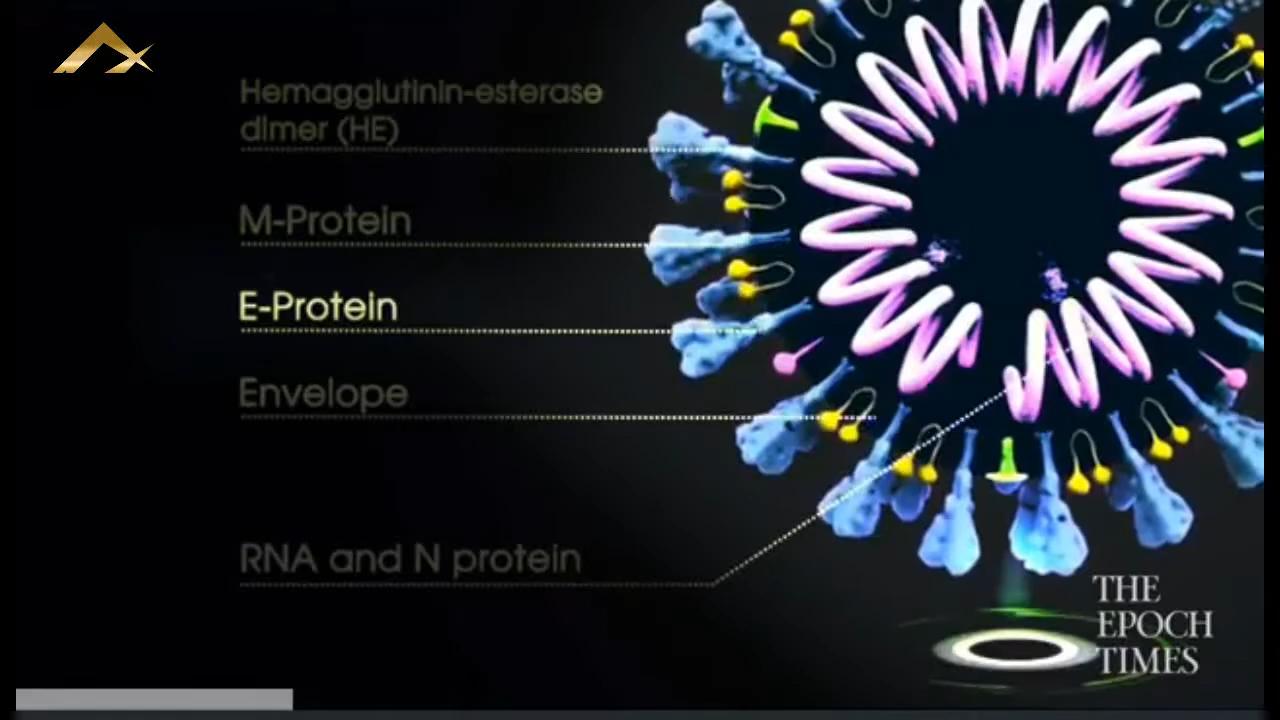 Hemagglutinin-esterase
dimer (HE)
M-Protein
E-Protein
Envelope
RNA and N protein
THE
EPOCH
TIMES